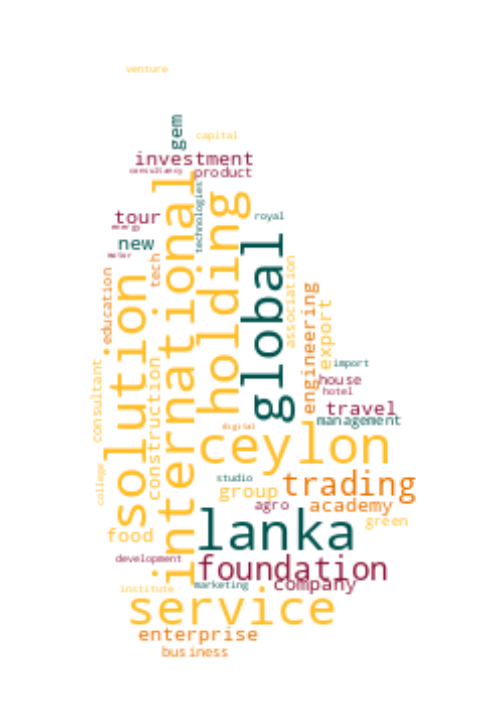 venture
gem
capital
investment
consultancy
product
international
technologies
holding
tour
energy
royal
new
global
motor
tech
association
education
solution
engineering
export
consultant
construction
import
house
hotel
travel
management
digital
ceylon
college
studio
trading
group
agro
academy
lanka
green
food
development
foundation
marketing
company
institute
service
enterprise
business